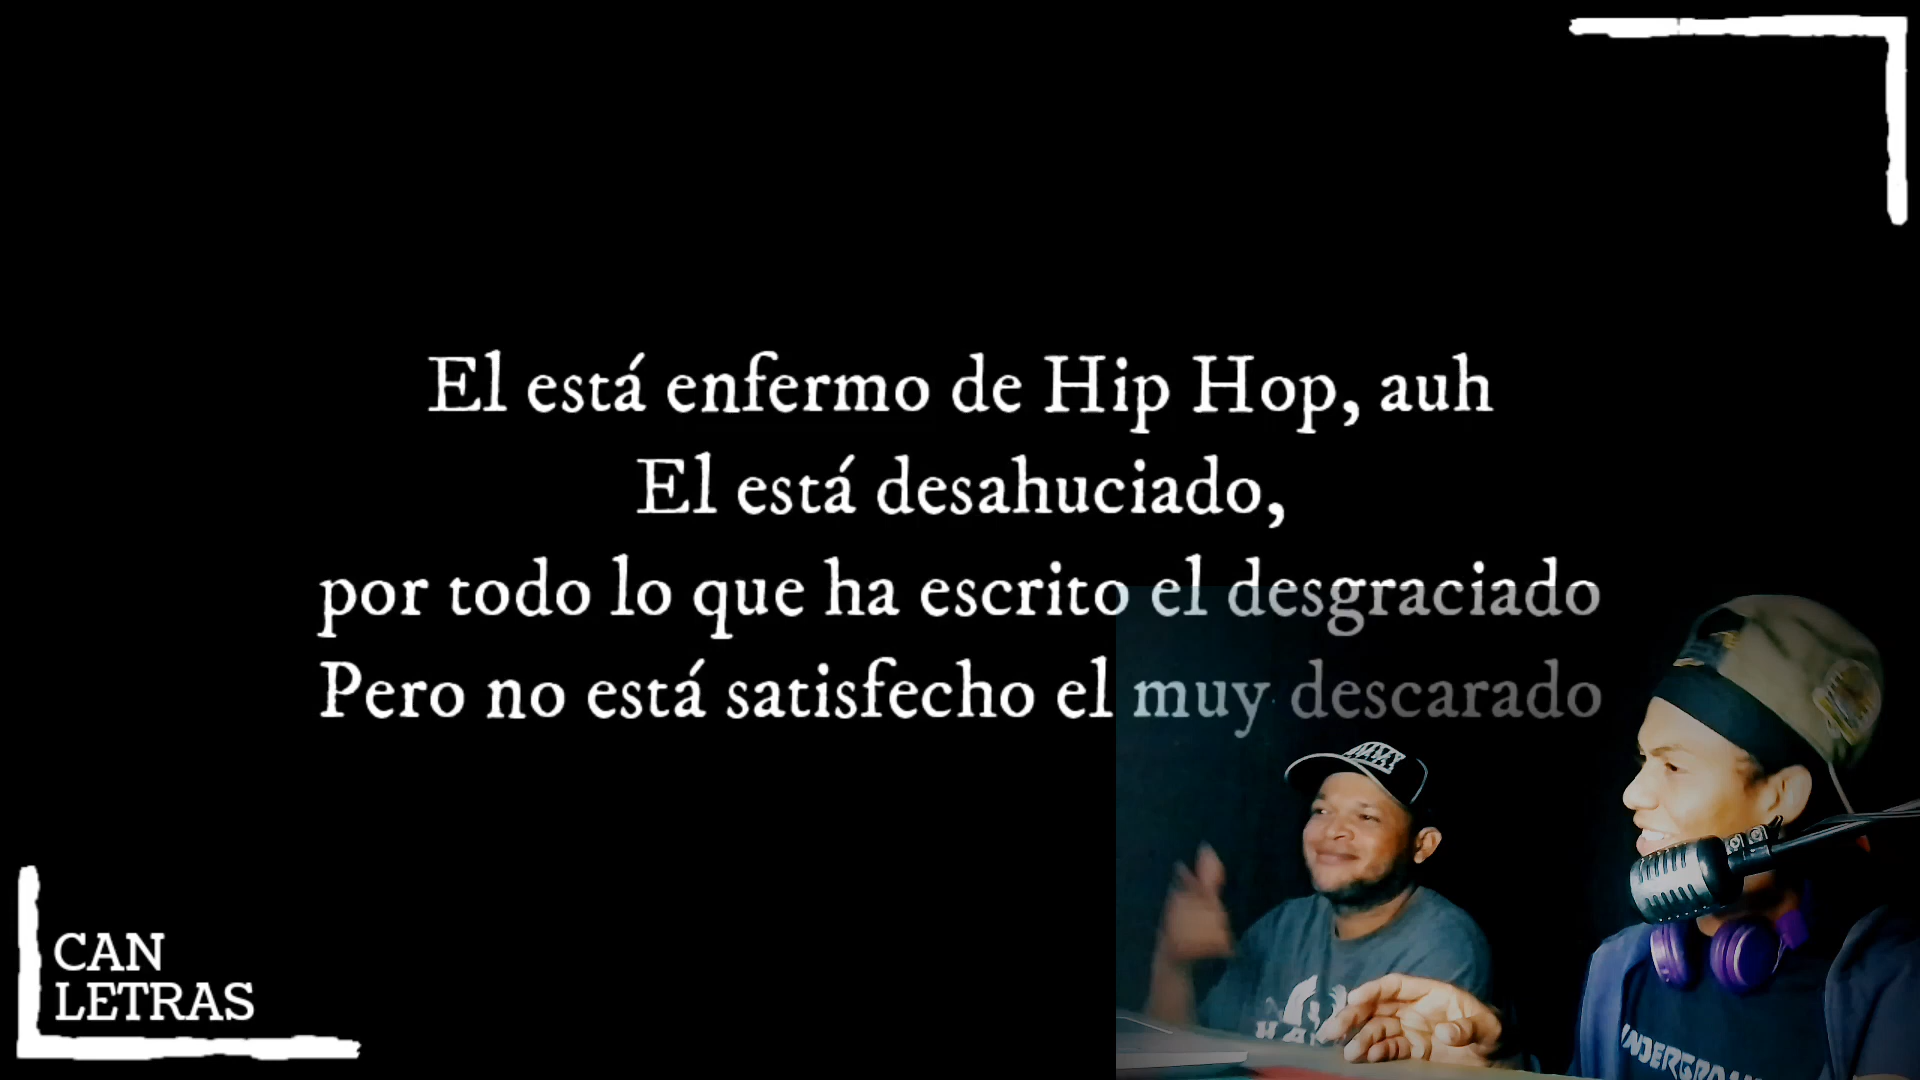 El está enfermo de Hip Hop, auh
El está desahuciado,
por todo lo que ha escrito el desgraciado
Pero no está satisfecho el muy descarado
CAN
LETRAS